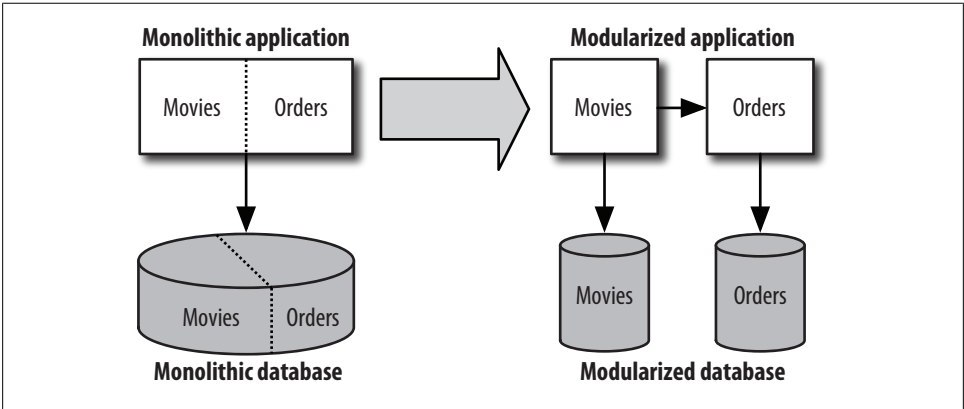 Monolithic application
Movies
Orders
Movies
Orders
Monolithic database
Modularized application
Movies
Orders
Movies
Orders
Modularized database